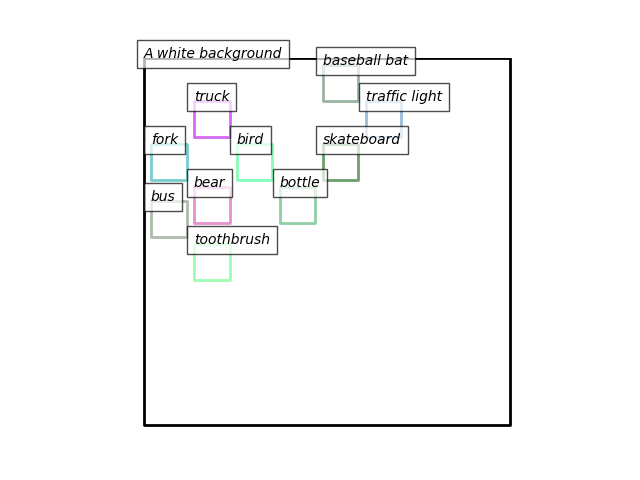 A white background
baseball bat
truck
traffic light
fork
bird
skateboard
bear
bottle
bus
toothbrush